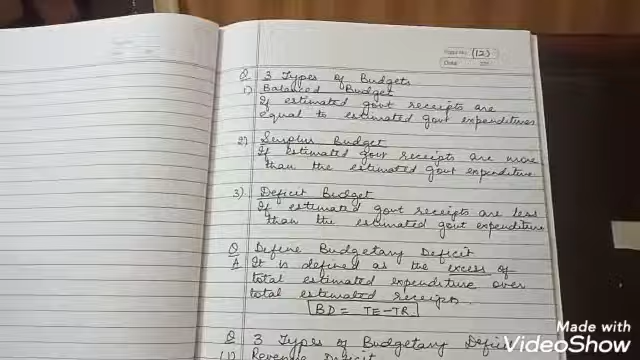 Page No. (12)
Date
Q 3 Types of Budgets
1) Balanced Budget
If estimated govt receipts are
equal to estimated govt expenditures
2) Surplus Budget
If estimated govt receipts are more
than the estimated govt expenditure
3) Deficit Budget
If estimated govt receipts are less
than the estimated govt expenditure
Q Define Budgetary Deficit
A It is defined as the excess of
total estimated expenditure over
total estimated receipts.
BD = TE-TR
Q 3 Types of Budgetary Deficit
(1) Revenue Deficit
Made with
VideoShow